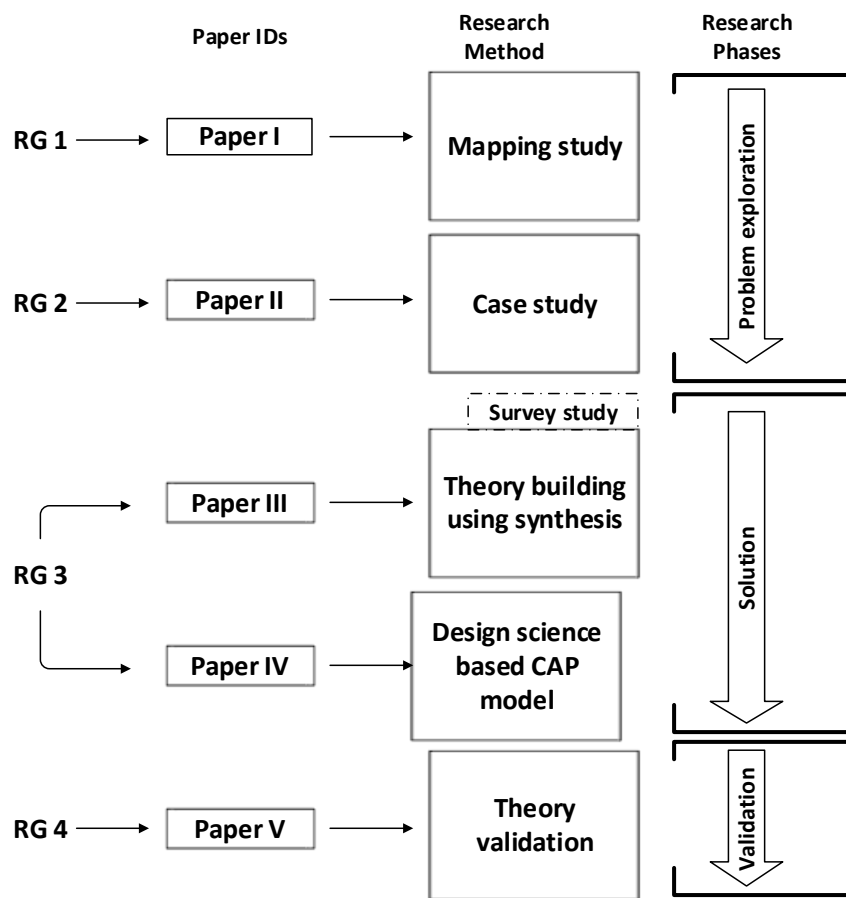 Paper IDs
Research
Method
Research
Phases
RG 1
Paper I
Mapping study
Problem exploration
RG 2
Paper II
Case study
Survey study
RG 3
Paper III
Theory building
using synthesis
Solution
Paper IV
Design science
based CAP
model
RG 4
Paper V
Theory
validation
Validation